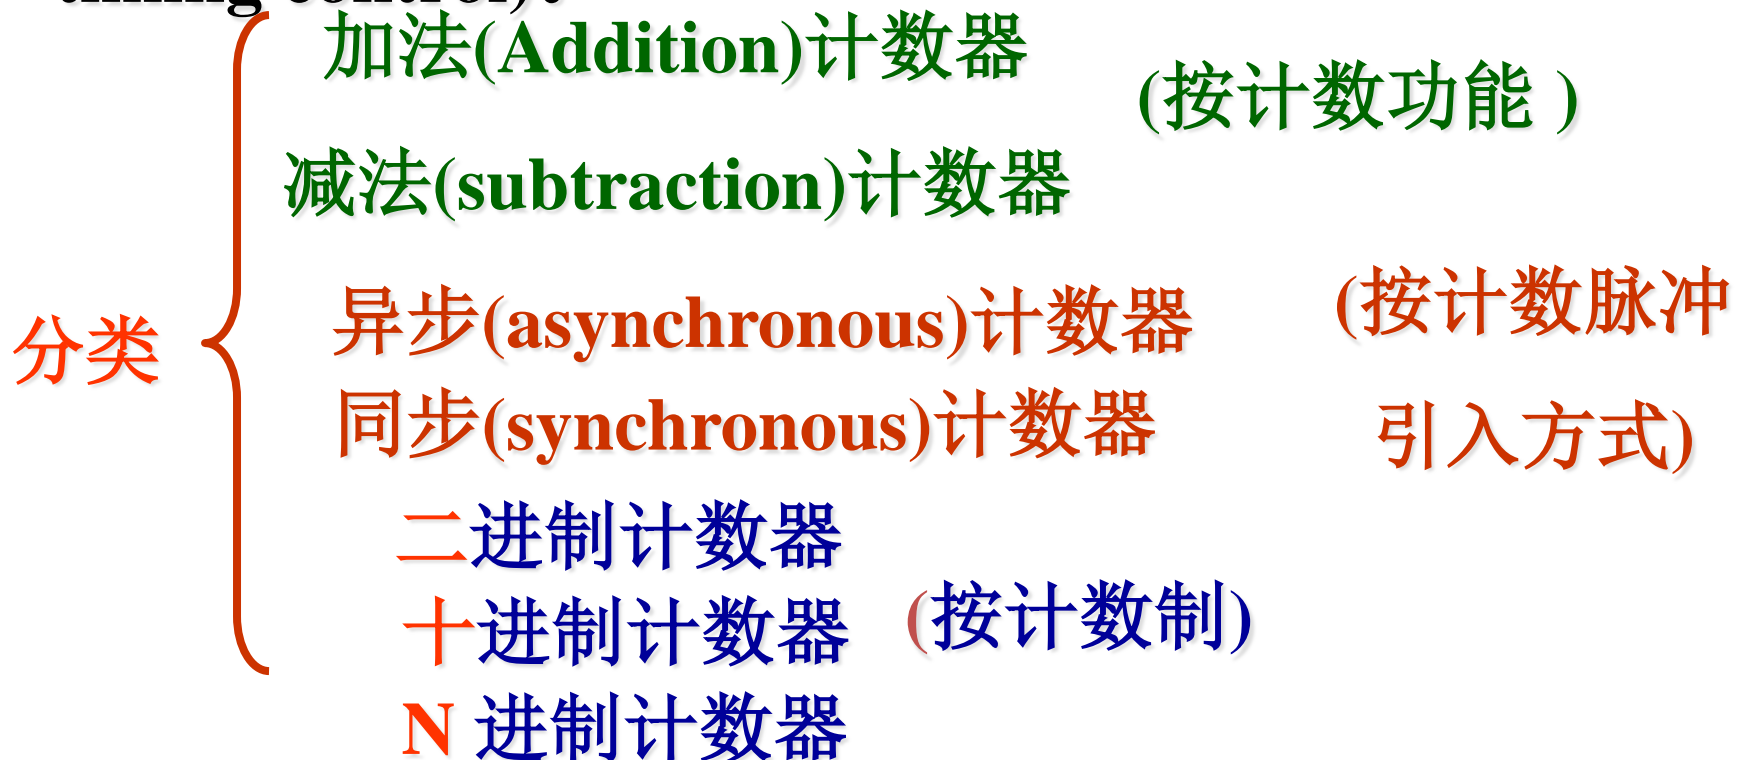 加法(Addition)计数器
(按计数功能 )
减法(subtraction)计数器
分类
异步(asynchronous)计数器
(按计数脉冲
同步(synchronous)计数器
引入方式)
二进制计数器
十进制计数器
(按计数制)
N 进制计数器